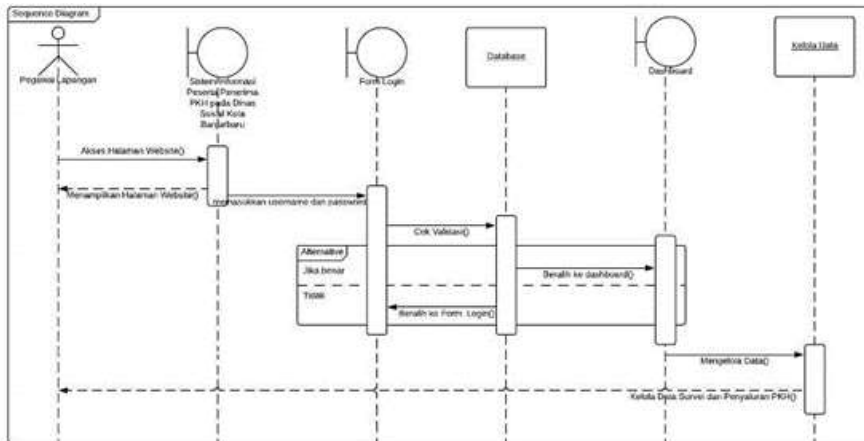 Sequence Diagram
Pegawai Lapangan
Sistem Informasi
Peserta Penerima
PKH pada Dinas
Sosial Kota
Banjarbaru
Form Login
Database
Dashboard
Kelola Data
Akses Halaman Website()
Menampilkan Halaman Website()
memasukkan username dan password
Cek Validasi()
Alternative
Jika benar
Beralih ke dashboard()
Tidak
Beralih ke Form Login()
Mengelola Data()
Kelola Data Survei dan Penyaluran PKH()